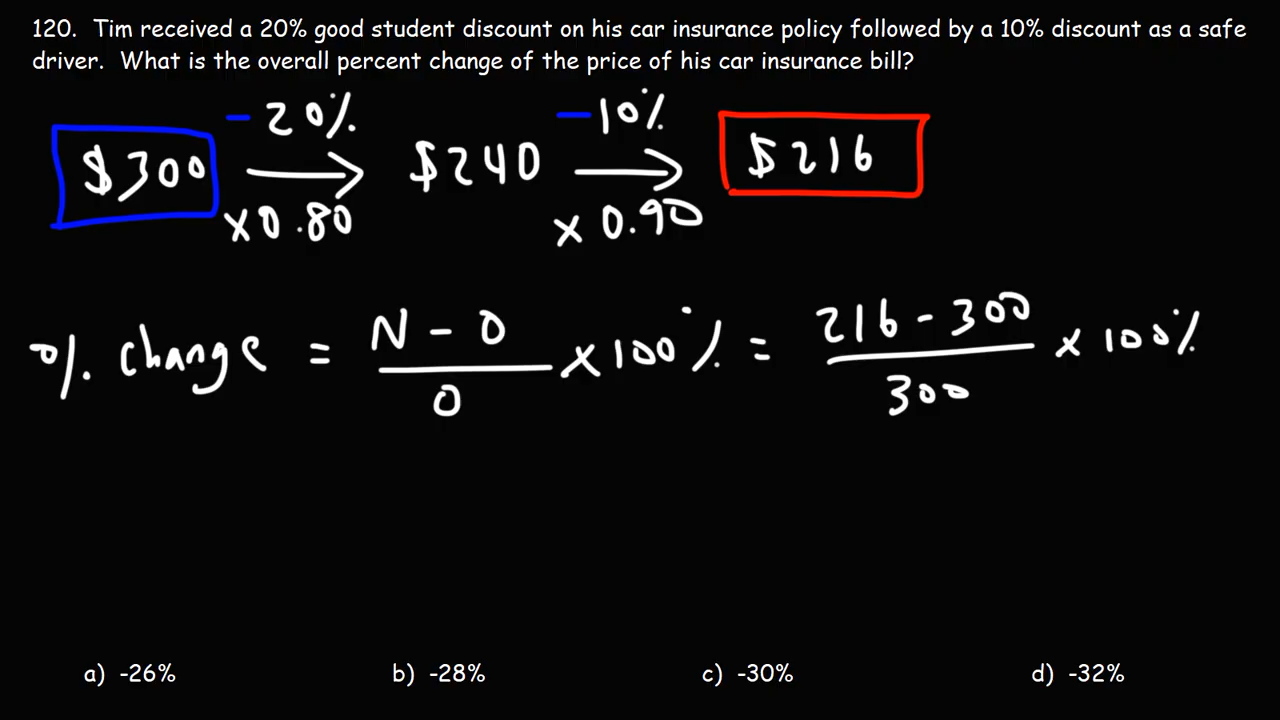 120. Tim received a 20% good student discount on his car insurance policy followed by a 10% discount as a safe
driver. What is the overall percent change of the price of his car insurance bill?
-20% -10%
$300 → $240 → $216
x0.80 x 0.90
% change = N - O / O x 100% = 216 - 300 / 300 x 100%
a) -26% b) -28% c) -30% d) -32%